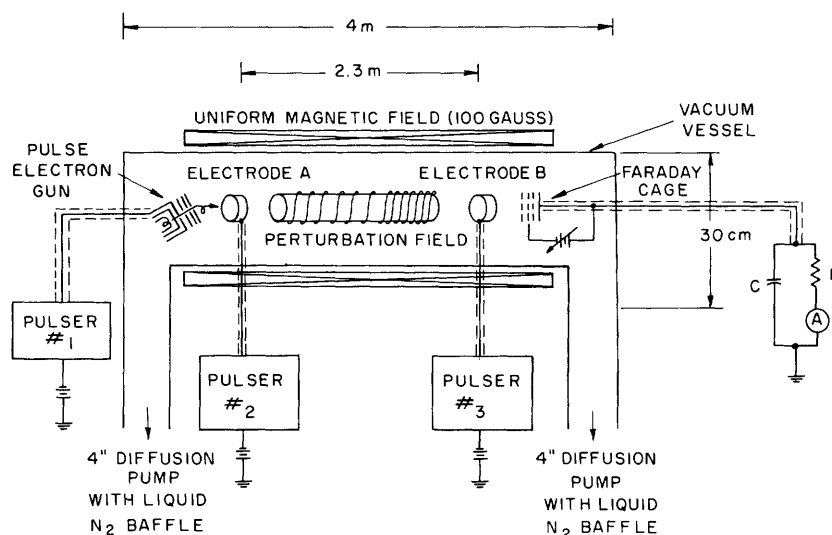 4 m
2.3 m
UNIFORM MAGNETIC FIELD (100 GAUSS)
VACUUM
VESSEL
PULSE
ELECTRON
GUN
ELECTRODE A
ELECTRODE B
FARADAY
CAGE
PERTURBATION FIELD
30 cm
C
A
PULSER
#1
PULSER
#2
PULSER
#3
4" DIFFUSION
PUMP
WITH LIQUID
N2 BAFFLE
4" DIFFUSION
PUMP
WITH LIQUID
N2 BAFFLE